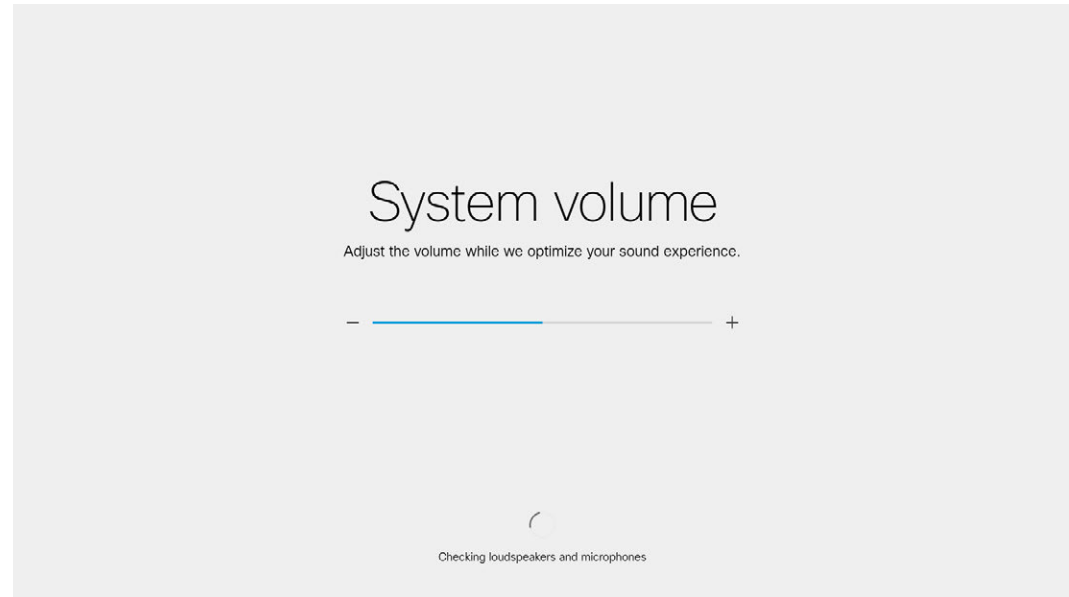 System volume
Adjust the volume while we optimize your sound experience.
− +
Checking loudspeakers and microphones